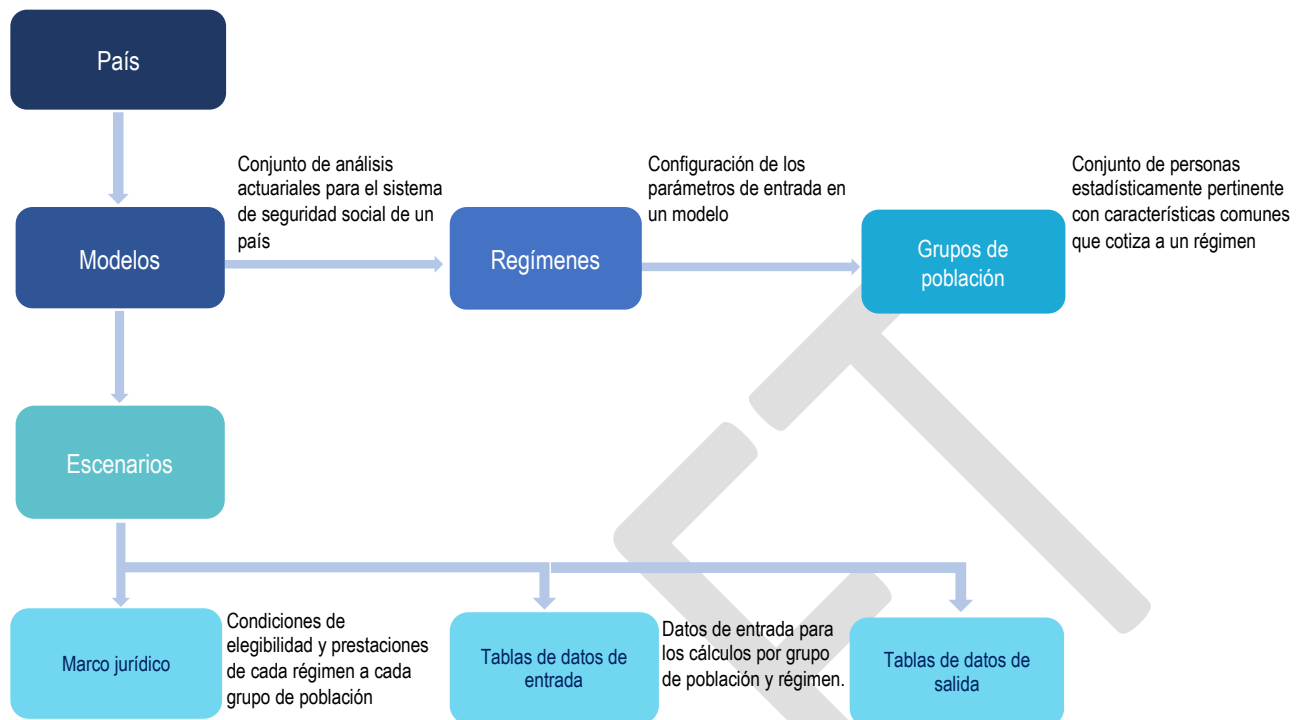 País
Conjunto de análisis
actuariales para el sistema
de seguridad social de un
país
Configuración de los
parámetros de entrada en
un modelo
Conjunto de personas
estadísticamente pertinente
con características comunes
que cotiza a un régimen
Modelos
Regímenes
Grupos de
población
Escenarios
Marco jurídico
Condiciones de
elegibilidad y prestaciones
de cada régimen a cada
grupo de población
Tablas de datos de
entrada
Datos de entrada para
los cálculos por grupo
de población y régimen.
Tablas de datos de
salida